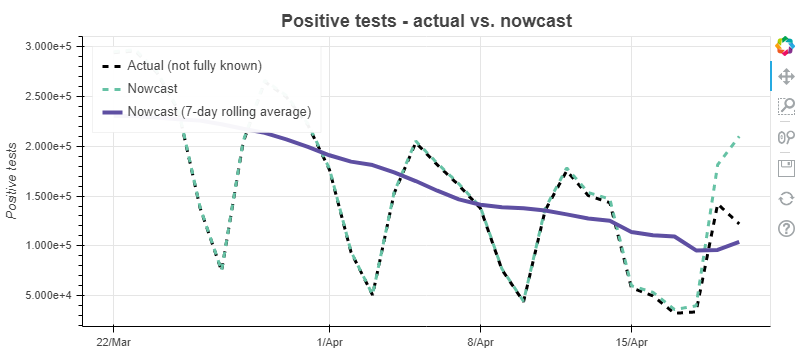 Positive tests - actual vs. nowcast
3.000e+5
2.500e+5
2.000e+5
1.500e+5
1.000e+5
5.000e+4
Positive tests
Actual (not fully known)
Nowcast
Nowcast (7-day rolling average)
22/Mar
1/Apr
8/Apr
15/Apr